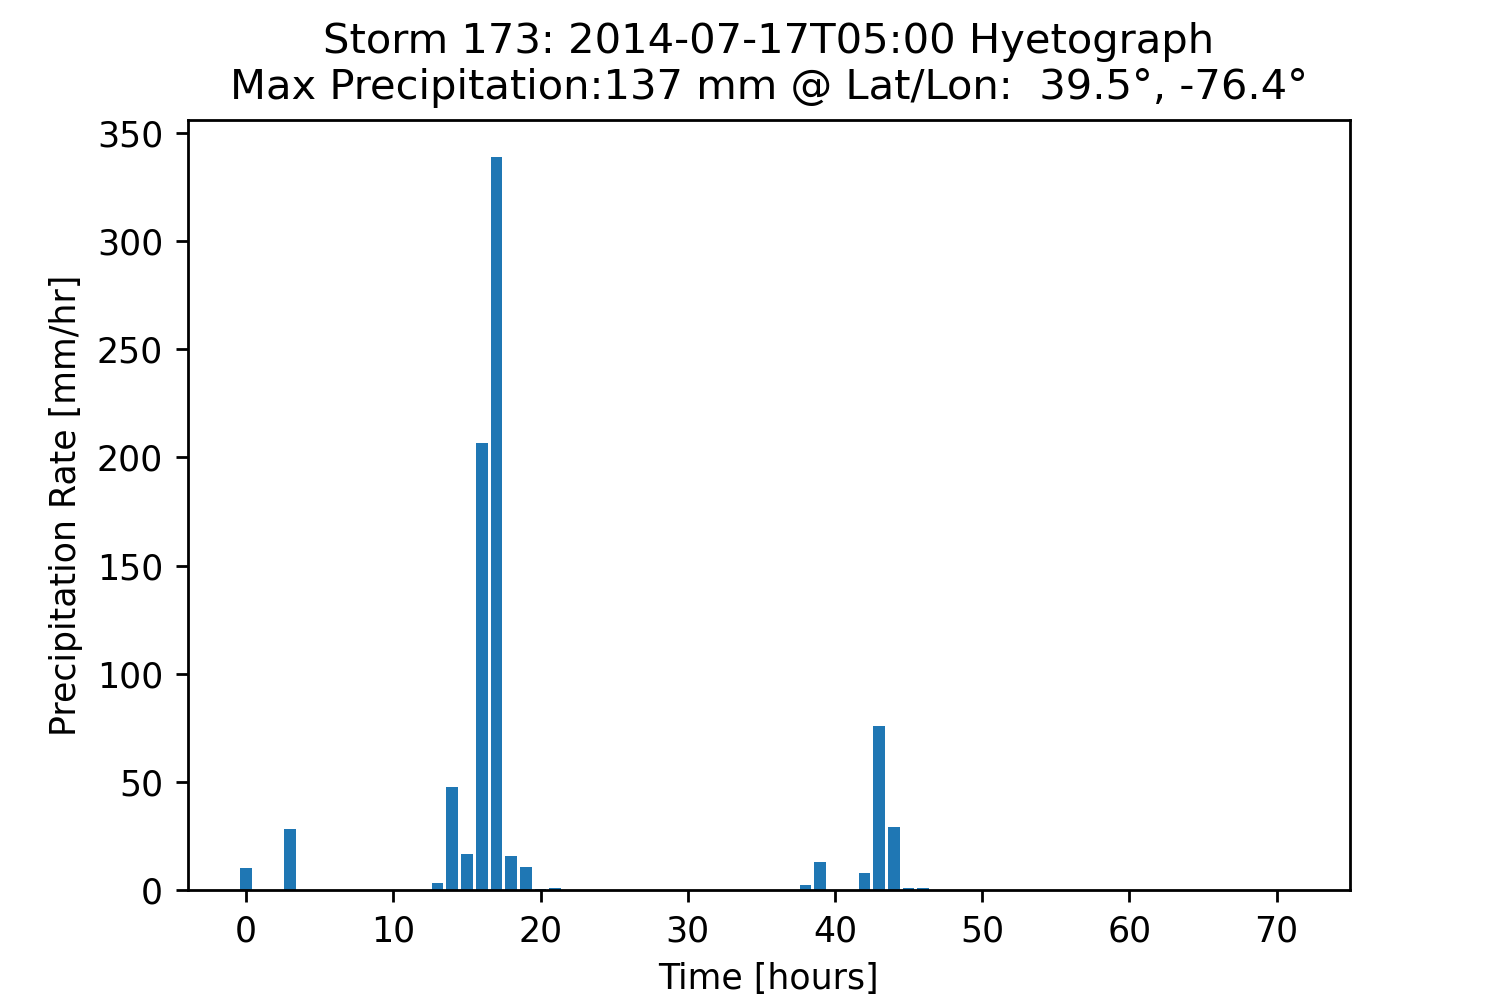 Storm 173: 2014-07-17T05:00 Hyetograph
Max Precipitation:137 mm @ Lat/Lon:  39.5°, -76.4°
Precipitation Rate [mm/hr]
350
300
250
200
150
100
50
0
0 10 20 30 40 50 60 70
Time [hours]